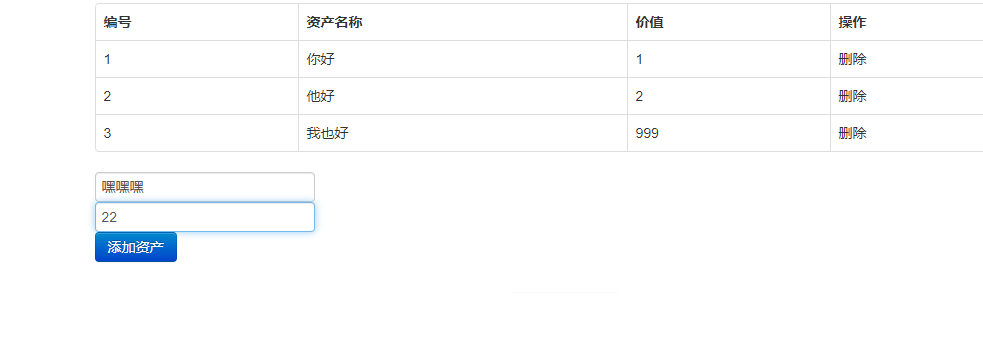 编号 资产名称 价值 操作
1 你好 1 删除
2 他好 2 删除
3 我也好 999 删除
嘿嘿嘿
22
添加资产